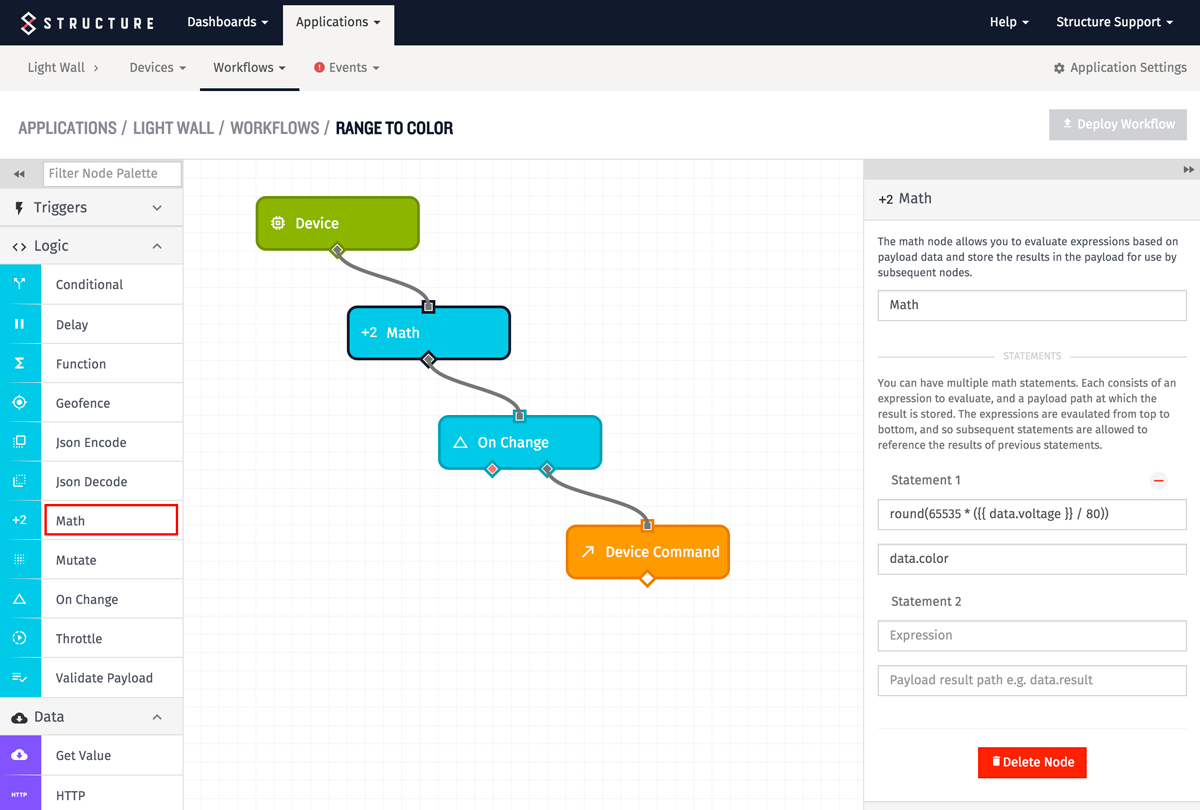 STRUCTURE
Dashboards
Applications
Help
Structure Support
Light Wall
Devices
Workflows
Events
Application Settings
APPLICATIONS / LIGHT WALL / WORKFLOWS / RANGE TO COLOR
Deploy Workflow
Filter Node Palette
Triggers
Logic
Conditional
Delay
Function
Geofence
Json Encode
Json Decode
+2 Math
Mutate
On Change
Throttle
Validate Payload
Data
Get Value
HTTP HTTP
Device
+2 Math
On Change
Device Command
+2 Math
The math node allows you to evaluate expressions based on
payload data and store the results in the payload for use by
subsequent nodes.
Math
STATEMENTS
You can have multiple math statements. Each consists of an
expression to evaluate, and a payload path at which the
result is stored. The expressions are evaulated from top to
bottom, and so subsequent statements are allowed to
reference the results of previous statements.
Statement 1
round(65535 * ({{ data.voltage }} / 80))
data.color
Statement 2
Expression
Payload result path e.g. data.result
Delete Node